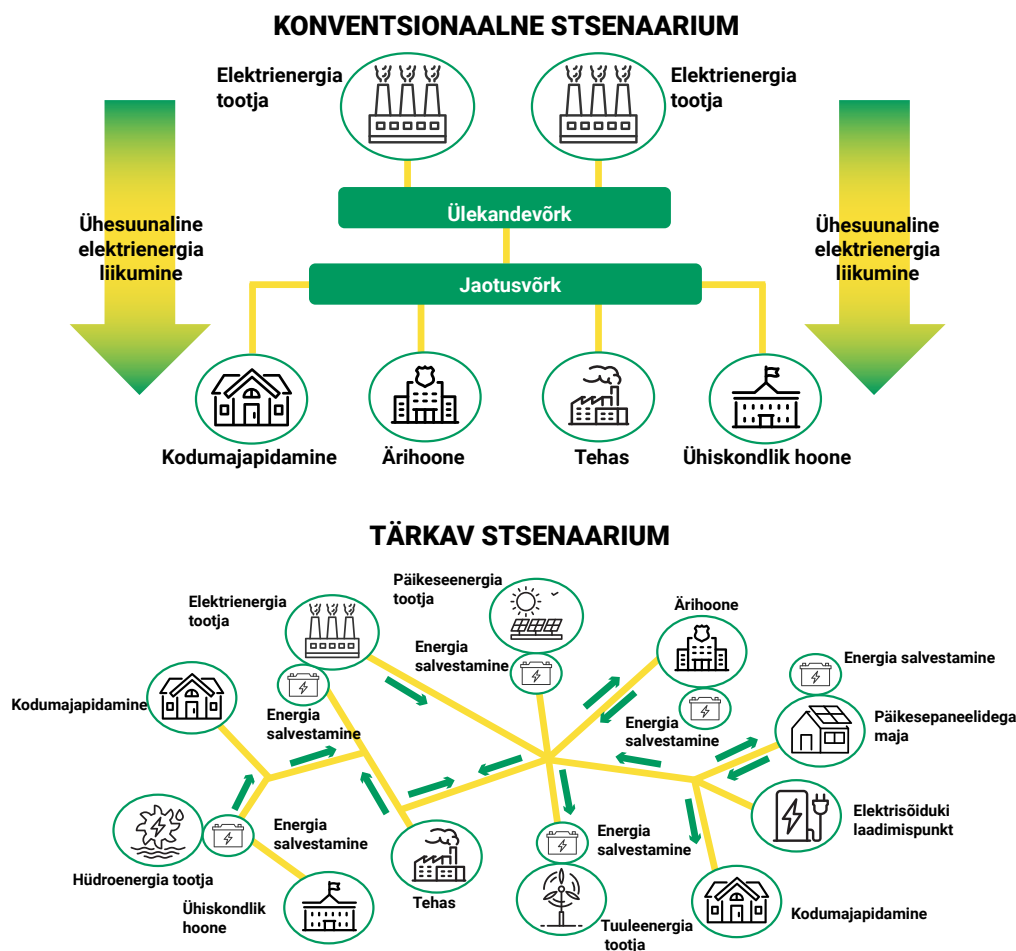 KONVENTSIONAALNE STSENAARIUM
Elektrienergia
tootja
Elektrienergia
tootja
Ülekandevõrk
Ühesuunaline
elektrienergia
liikumine
Ühesuunaline
elektrienergia
liikumine
Jaotusvõrk
Kodumajapidamine
Ärihoone
Tehas
Ühiskondlik hoone
TÄRKAV STSENAARIUM
Elektrienergia
tootja
Päikeseenergia
tootja
Ärihoone
Energia
salvestamine
Energia salvestamine
Kodumajapidamine
Energia
salvestamine
Energia
salvestamine
Päikesepaneelidega
maja
Hüdroenergia tootja
Energia
salvestamine
Energia
salvestamine
Elektrisõiduki
laadimispunkt
Ühiskondlik
hoone
Tehas
Tuuleenergia
tootja
Kodumajapidamine